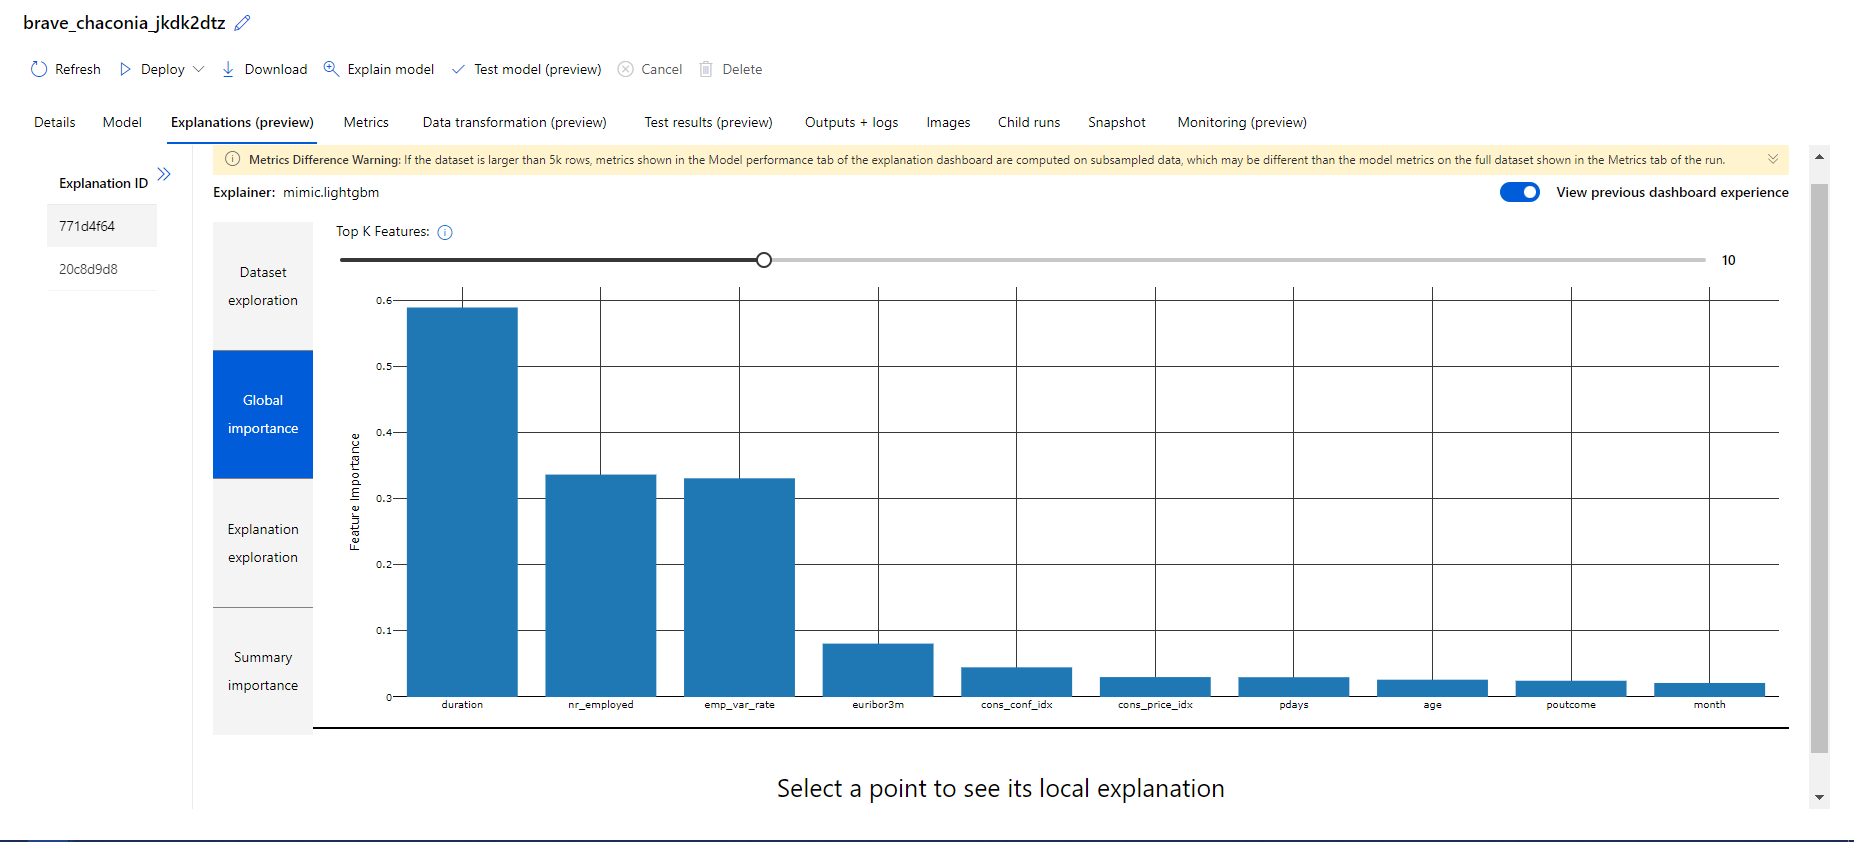 brave_chaconia_jkdk2dtz
Refresh Deploy Download Explain model Test model (preview) Cancel Delete
Details Model Explanations (preview) Metrics Data transformation (preview) Test results (preview) Outputs + logs Images Child runs Snapshot Monitoring (preview)
Explanation ID
771d4f64
20c8d9d8
Metrics Difference Warning: If the dataset is larger than 5k rows, metrics shown in the Model performance tab of the explanation dashboard are computed on subsampled data, which may be different than the model metrics on the full dataset shown in the Metrics tab of the run.
Explainer: mimic.lightgbm
View previous dashboard experience
Dataset
exploration
Global
importance
Explanation
exploration
Summary
importance
Top K Features:
10
Feature Importance
0.6
0.5
0.4
0.3
0.2
0.1
0
duration nr_employed emp_var_rate euribor3m cons_conf_idx cons_price_idx pdays age poutcome month
Select a point to see its local explanation